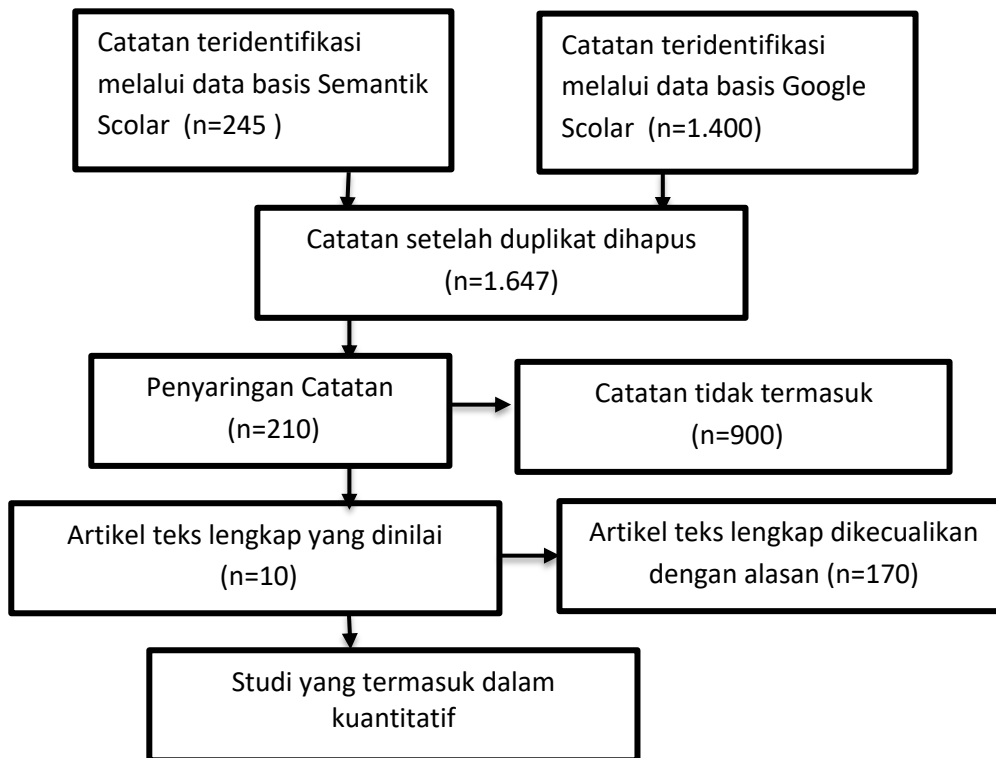 Catatan teridentifikasi
melalui data basis Semantik
Scolar (n=245 )
Catatan teridentifikasi
melalui data basis Google
Scolar (n=1.400)
Catatan setelah duplikat dihapus
(n=1.647)
Penyaringan Catatan
(n=210)
Catatan tidak termasuk
(n=900)
Artikel teks lengkap yang dinilai
(n=10)
Artikel teks lengkap dikecualikan
dengan alasan (n=170)
Studi yang termasuk dalam
kuantitatif